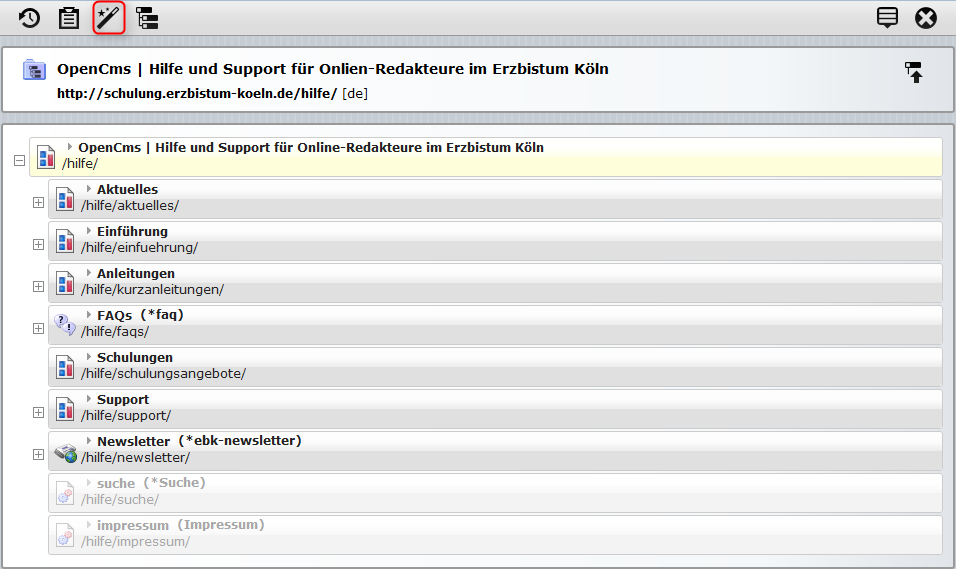 OpenCms | Hilfe und Support für Onlien-Redakteure im Erzbistum Köln
http://schulung.erzbistum-koeln.de/hilfe/ [de]
OpenCms | Hilfe und Support für Online-Redakteure im Erzbistum Köln
/hilfe/
Aktuelles
/hilfe/aktuelles/
Einführung
/hilfe/einfuehrung/
Anleitungen
/hilfe/kurzanleitungen/
FAQs (*faq)
/hilfe/faqs/
Schulungen
/hilfe/schulungsangebote/
Support
/hilfe/support/
Newsletter (*ebk-newsletter)
/hilfe/newsletter/
suche (*Suche)
/hilfe/suche/
impressum (Impressum)
/hilfe/impressum/